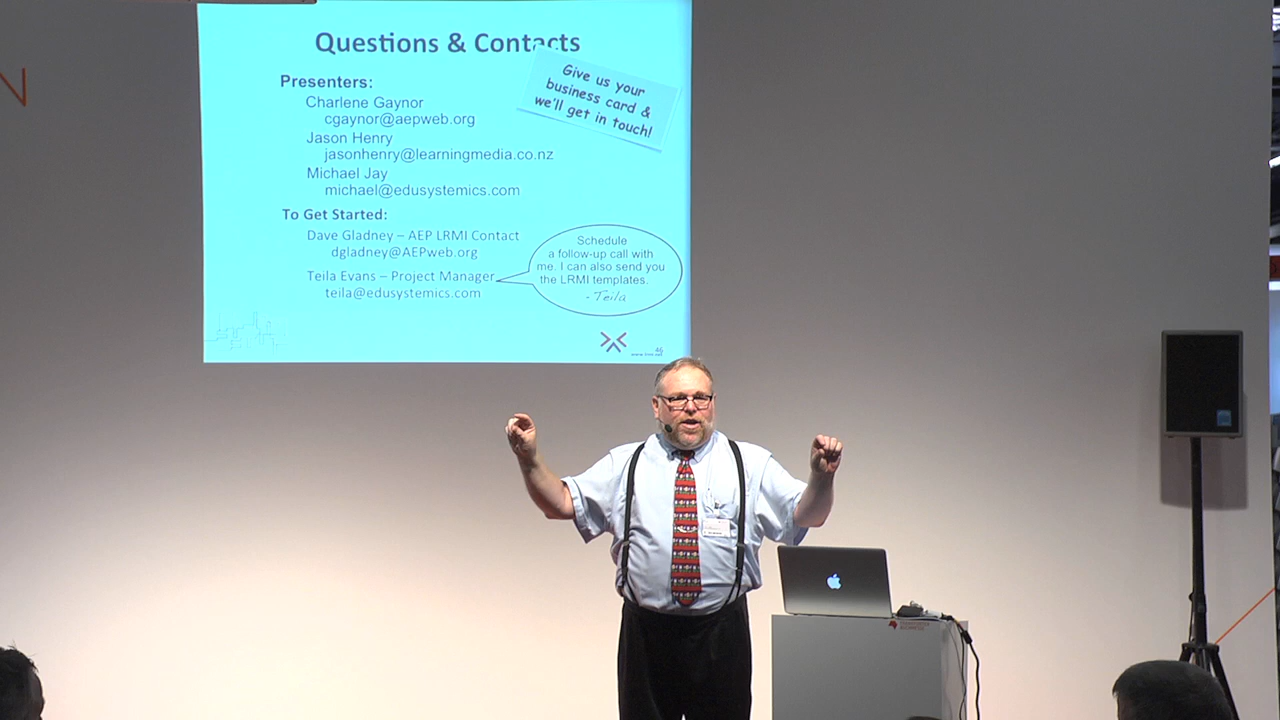 N
Questions & Contacts
Give us your
business card &
we'll get in touch!
Presenters:
Charlene Gaynor
cgaynor@aepweb.org
Jason Henry
jasonhenry@learningmedia.co.nz
Michael Jay
michael@edusystemics.com
To Get Started:
Dave Gladney – AEP LRMI Contact
dgladney@AEPweb.org
Teila Evans – Project Manager
teila@edusystemics.com
Schedule
a follow-up call with
me. I can also send you
the LRMI templates.
- Teila
46